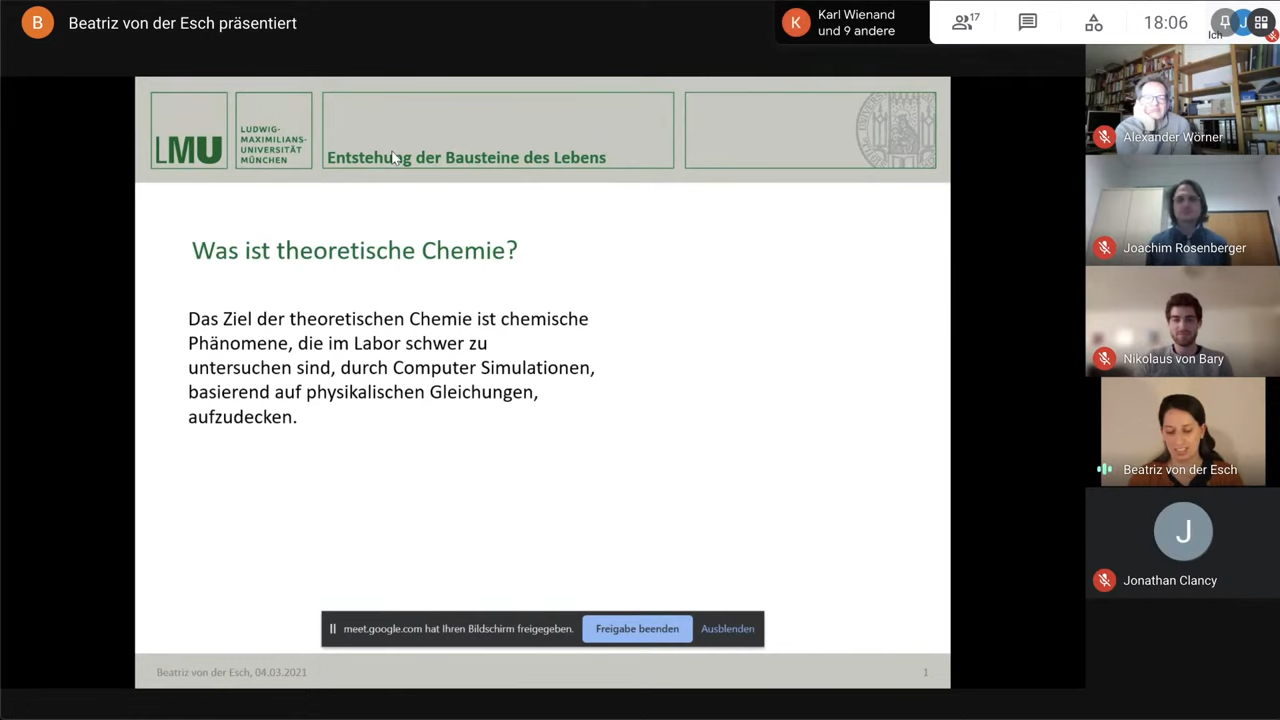 B
Beatriz von der Esch präsentiert
K
Karl Wienand
und 9 andere
17
18:06
J
Ich
LMU
LUDWIG-
MAXIMILIANS-
UNIVERSITÄT
MÜNCHEN
Entstehung der Bausteine des Lebens
Was ist theoretische Chemie?
Das Ziel der theoretischen Chemie ist chemische
Phänomene, die im Labor schwer zu
untersuchen sind, durch Computer Simulationen,
basierend auf physikalischen Gleichungen,
aufzudecken.
meet.google.com hat Ihren Bildschirm freigegeben.
Freigabe beenden
Ausblenden
Beatriz von der Esch, 04.03.2021
1
Alexander Wörner
Joachim Rosenberger
Nikolaus von Bary
Beatriz von der Esch
J
Jonathan Clancy